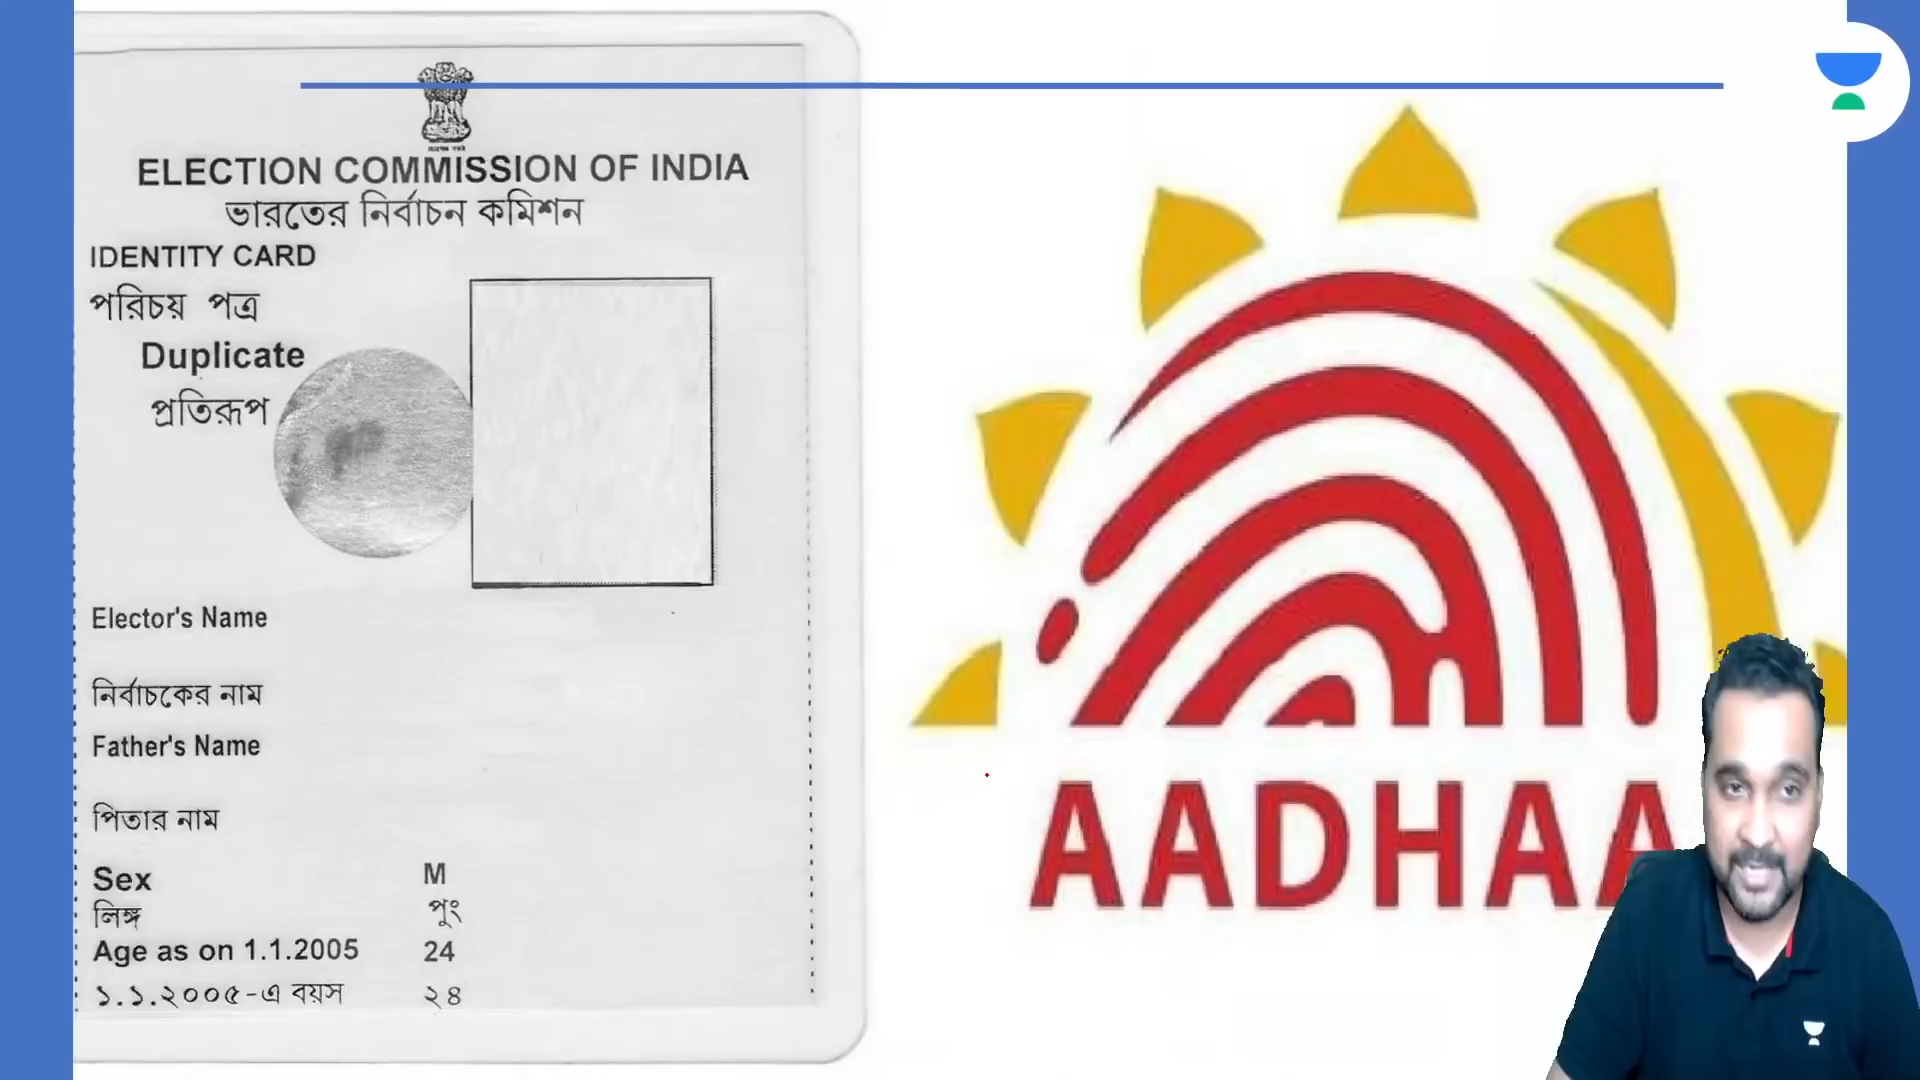 ELECTION COMMISSION OF INDIA
ভারতের নির্বাচন কমিশন
IDENTITY CARD
পরিচয় পত্র
Duplicate
প্রতিরূপ
Elector's Name
নির্বাচকের নাম
Father's Name
পিতার নাম
Sex M
লিঙ্গ পুং
Age as on 1.1.2005 24
১.১.২০০৫-এ বয়স ২৪
AADHAA